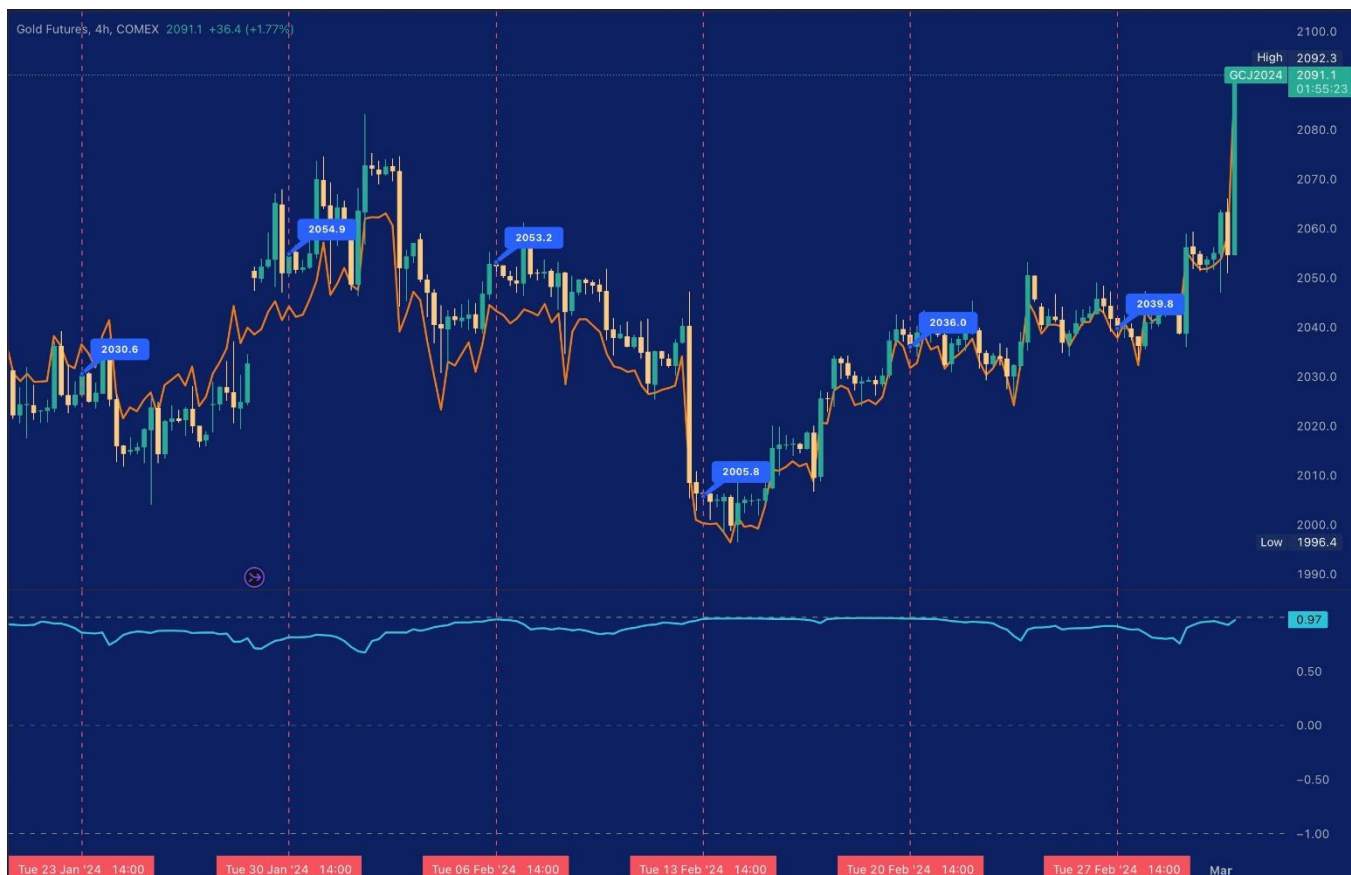 Gold Futures, 4h, COMEX 2091.1 +36.4 (+1.77%)
2100.0
High 2092.3
GCJ2024 2091.1
01:55:23
2080.0
2070.0
2060.0
2050.0
2040.0
2030.0
2020.0
2010.0
2000.0
Low 1996.4
1990.0
2030.6
2054.9
2053.2
2005.8
2036.0
2039.8
0.97
0.50
0.00
−0.50
−1.00
Tue 23 Jan '24 14:00
Tue 30 Jan '24 14:00
Tue 06 Feb '24 14:00
Tue 13 Feb '24 14:00
Tue 20 Feb '24 14:00
Tue 27 Feb '24 14:00
Mar